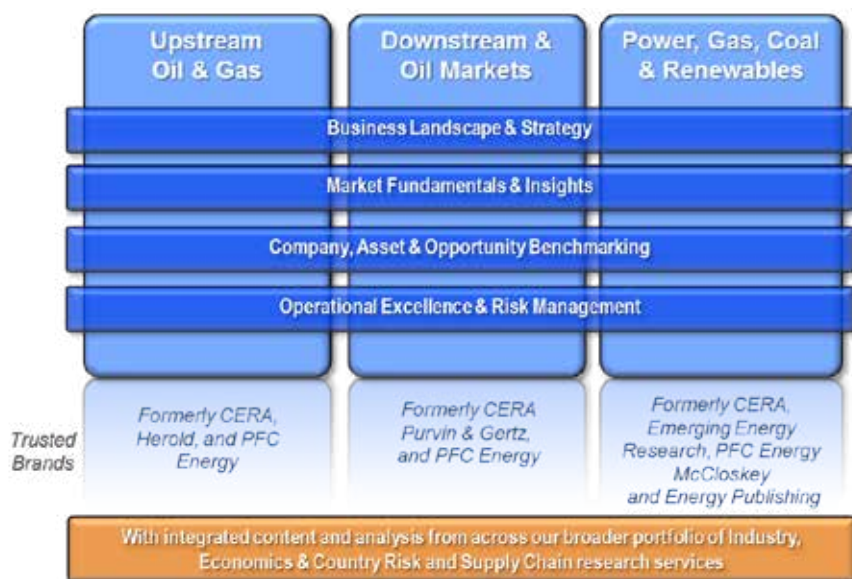 Upstream
Oil & Gas
Downstream &
Oil Markets
Power, Gas, Coal
& Renewables
Business Landscape & Strategy
Market Fundamentals & Insights
Company, Asset & Opportunity Benchmarking
Operational Excellence & Risk Management
Trusted
Brands
Formerly CERA,
Herold, and PFC
Energy
Formerly CERA
Purvin & Gertz,
and PFC Energy
Formerly CERA,
Emerging Energy
Research, PFC Energy
McCloskey
and Energy Publishing
With integrated content and analysis from across our broader portfolio of Industry,
Economics & Country Risk and Supply Chain research services